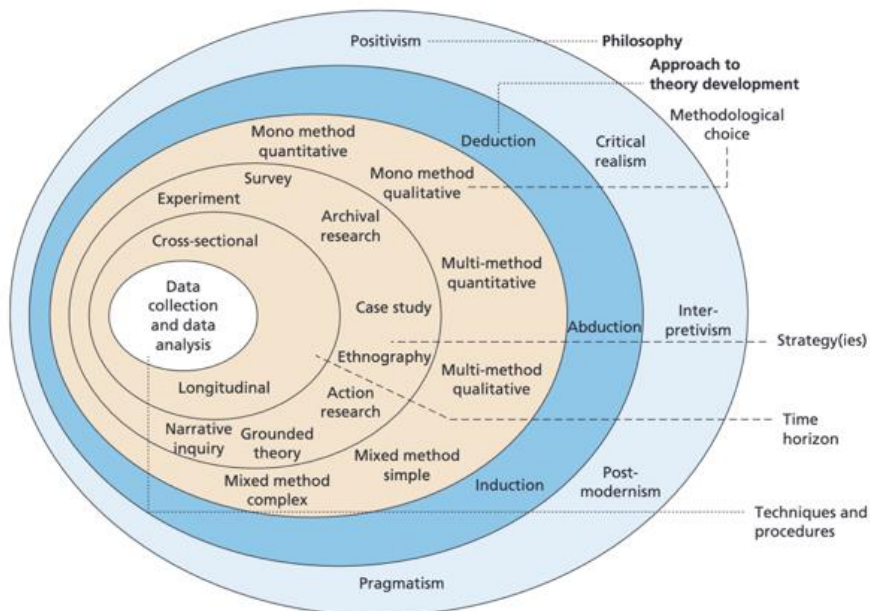 Positivism
Philosophy
Approach to
theory development
Methodological
choice
Mono method
quantitative
Deduction
Critical
realism
Mono method
qualitative
Survey
Experiment
Archival
research
Cross-sectional
Multi-method
quantitative
Data
collection
and data
analysis
Case study
Abduction
Inter-
pretivism
Strategy(ies)
Ethnography
Multi-method
qualitative
Longitudinal
Action
research
Time
horizon
Narrative
inquiry
Grounded
theory
Mixed method
simple
Mixed method
complex
Induction
Post-
modernism
Techniques and
procedures
Pragmatism